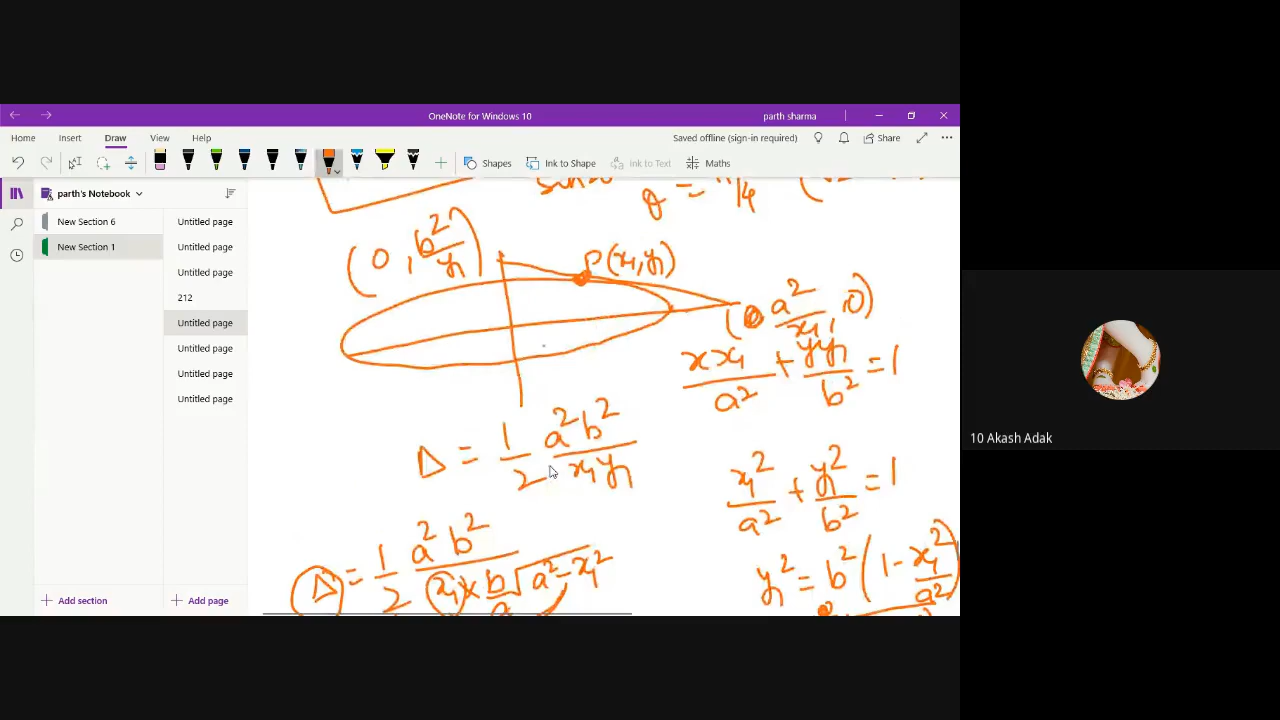 OneNote for Windows 10
parth sharma
Home Insert Draw View Help
Saved offline (sign-in required)
Share
Shapes
Ink to Shape
Ink to Text
Maths
parth's Notebook
New Section 6
New Section 1
Untitled page
Untitled page
Untitled page
212
Untitled page
Untitled page
Untitled page
Untitled page
θ = π/4
(0, b²/y₁)
P(x₁, y₁)
(a²/x₁, 0)
xx₁/a² + yy₁/b² = 1
Δ = 1/2 a²b²/x₁y₁
x₁²/a² + y₁²/b² = 1
Δ = 1/2 a²b²/(x₁ × b/a √a²-x₁²)
y₁² = b²(1 - x₁²/a²)
Add section
Add page
10 Akash Adak